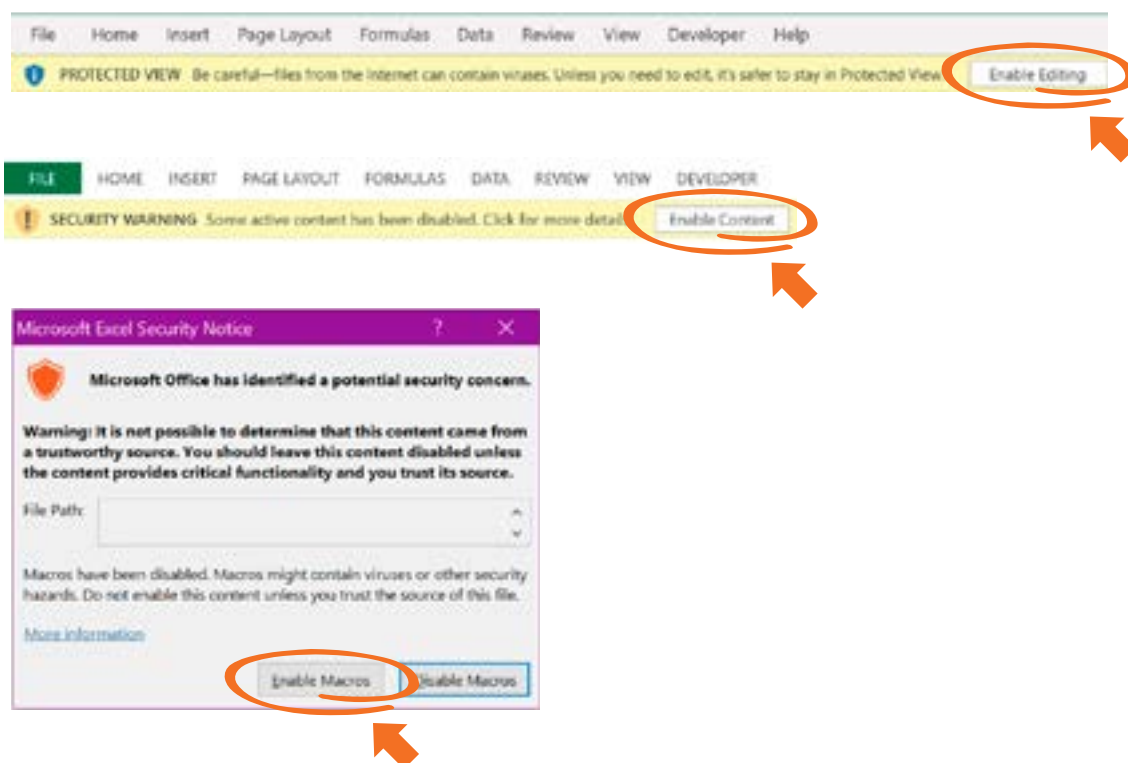 File Home Insert Page Layout Formulas Data Review View Developer Help
PROTECTED VIEW Be careful—files from the Internet can contain viruses. Unless you need to edit, it's safer to stay in Protected View. Enable Editing
FILE HOME INSERT PAGE LAYOUT FORMULAS DATA REVIEW VIEW DEVELOPER
SECURITY WARNING Some active content has been disabled. Click for more detail Enable Content
Microsoft Excel Security Notice ?
Microsoft Office has identified a potential security concern.
Warning: It is not possible to determine that this content came from
a trustworthy source. You should leave this content disabled unless
the content provides critical functionality and you trust its source.
File Path:
Macros have been disabled. Macros might contain viruses or other security
hazards. Do not enable this content unless you trust the source of this file.
More information
Enable Macros Disable Macros